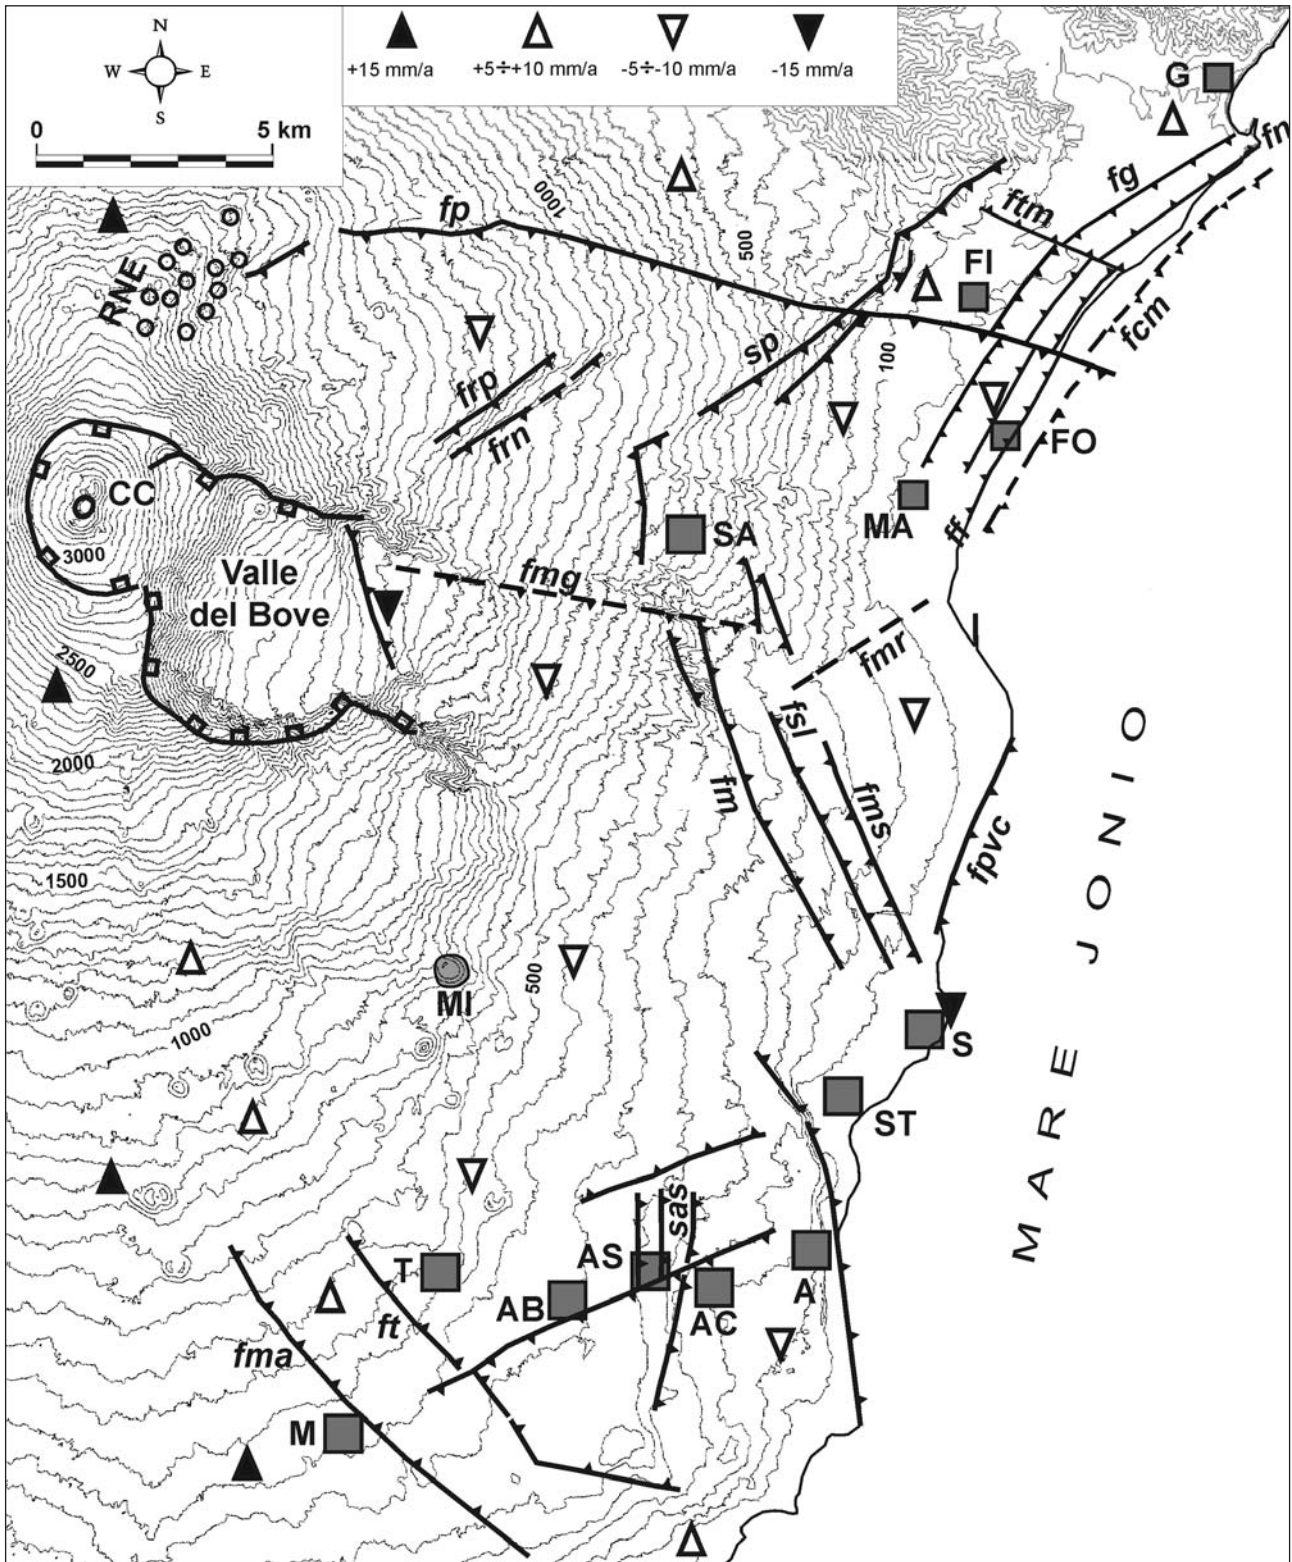 N
W E
S
0 5 km
+15 mm/a
+5÷+10 mm/a
-5÷-10 mm/a
-15 mm/a
G
fn
fg
ftm
fp
1000
500
FI
RNE
fcm
sp
100
frp
frn
FO
CC
MA
SA
ff
3000
Valle
del Bove
fmg
fmr
2500
fsl
2000
fm
fms
fpvc
1500
MARE JONIO
MI
500
1000
S
ST
sas
AS
T
A
AB
AC
ft
fma
M